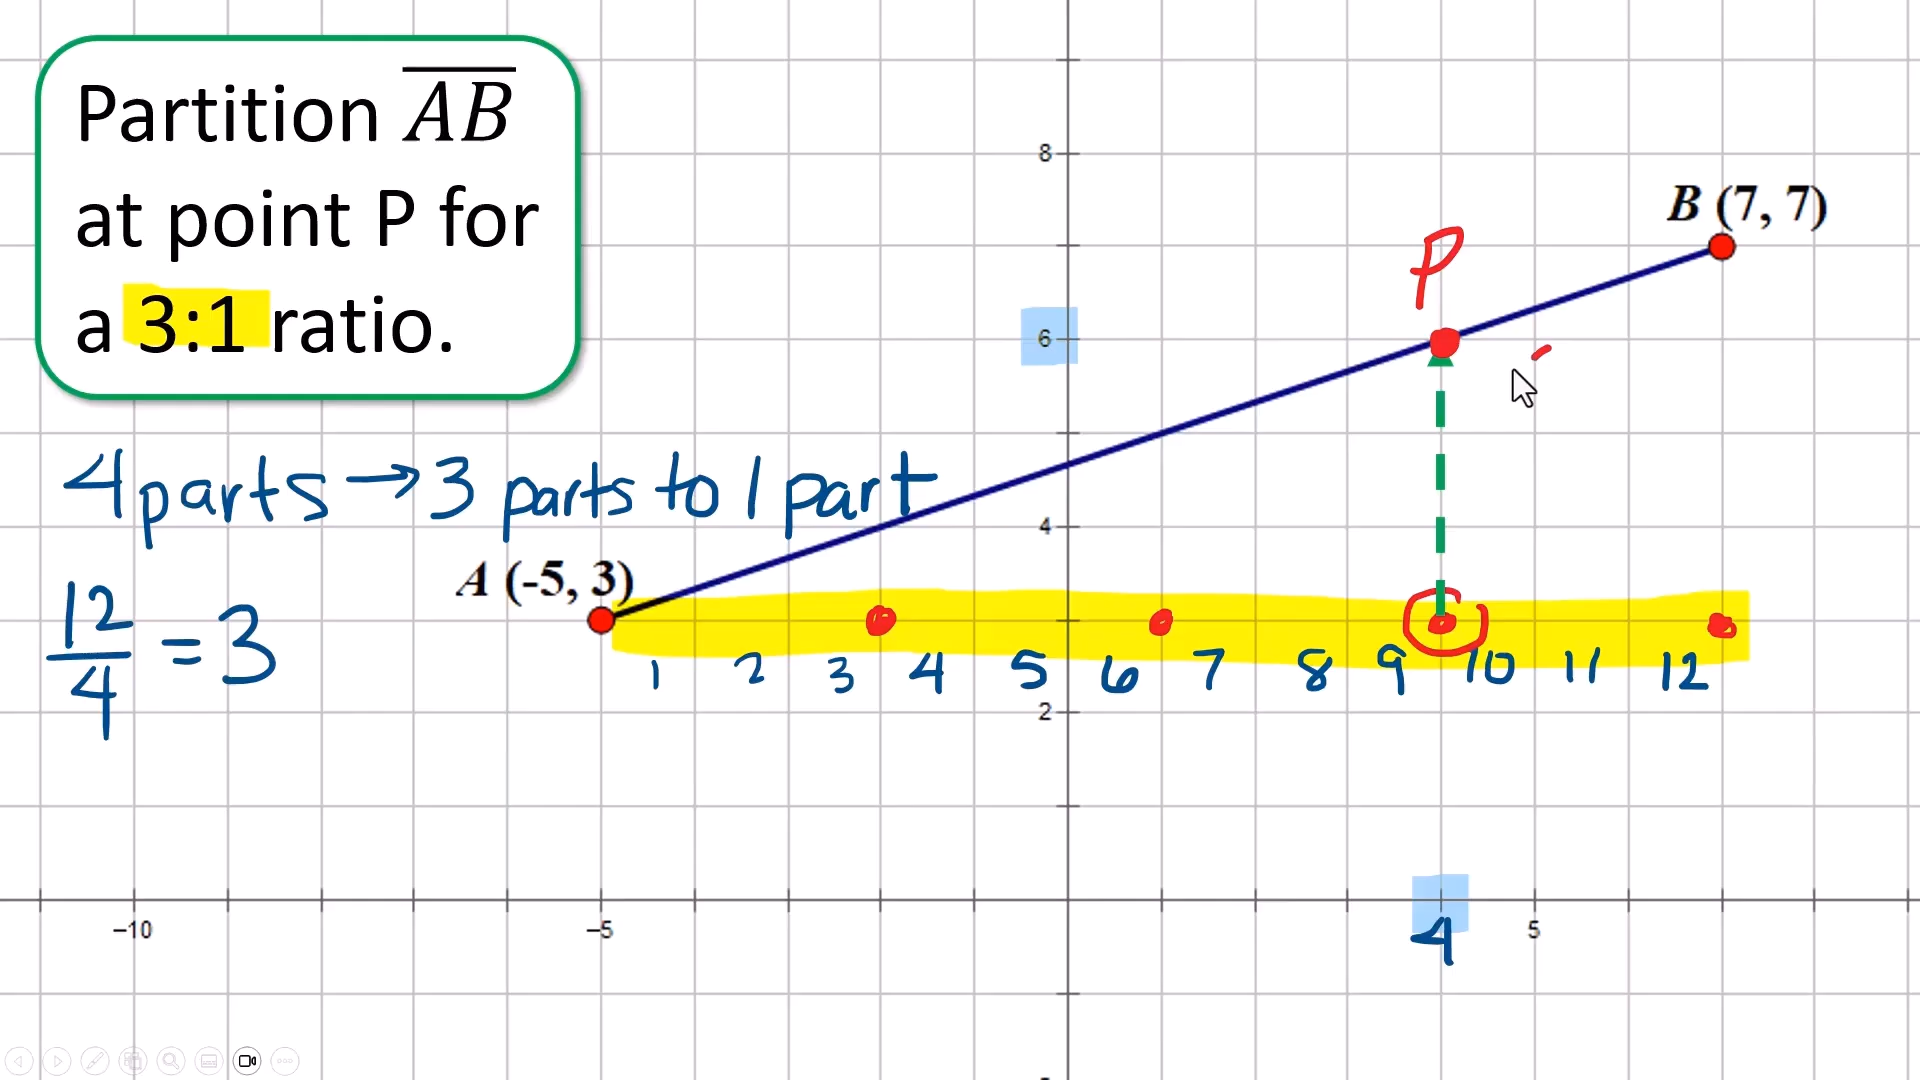 Partition AB
at point P for
a 3:1 ratio.
4 parts → 3 parts to 1 part
12/4 = 3
A (-5, 3)
B (7, 7)
P
8
6
4
2
1 2 3 4 5 6 7 8 9 10 11 12
−10 −5 5
4